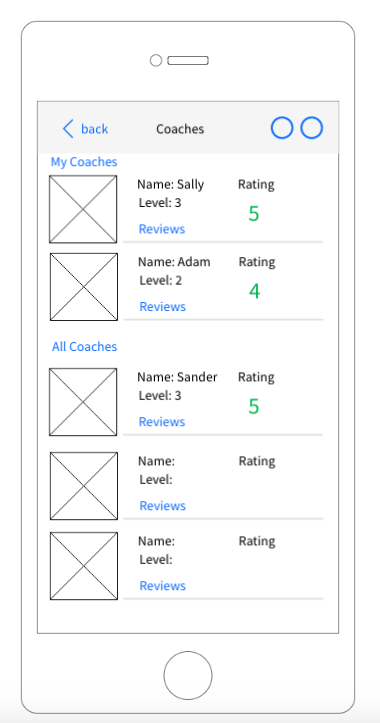 back Coaches
My Coaches
Name: Sally Rating
Level: 3
5
Reviews
Name: Adam Rating
Level: 2
4
Reviews
All Coaches
Name: Sander Rating
Level: 3
5
Reviews
Name: Rating
Level:
Reviews
Name: Rating
Level:
Reviews